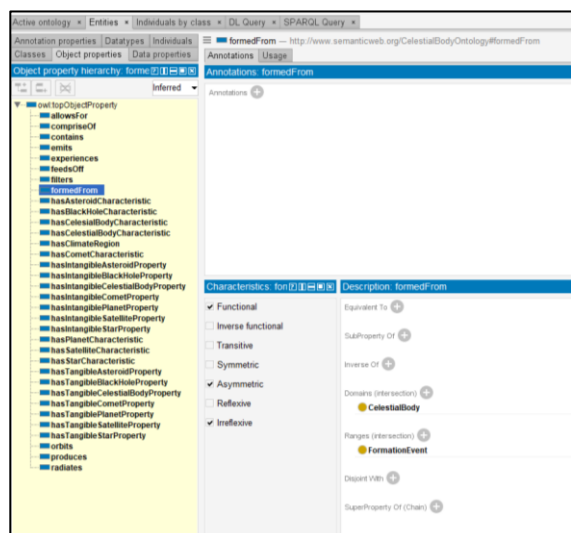 Active ontology × Entities × Individuals by class × DL Query × SPARQL Query ×
Annotation properties Datatypes Individuals
Classes Object properties Data properties
Object property hierarchy: forme
Inferred
owl:topObjectProperty
allowsFor
compriseOf
contains
emits
experiences
feedsOff
filters
formedFrom
hasAsteroidCharacteristic
hasBlackHoleCharacteristic
hasCelesialBodyCharacteristic
hasCelestialBodyCharacteristic
hasClimateRegion
hasCometCharacteristic
hasIntangibleAsteroidProperty
hasIntangibleBlackHoleProperty
hasIntangibleCelestialBodyProperty
hasIntangibleCometProperty
hasIntangiblePlanetProperty
hasIntangibleSatelliteProperty
hasIntangibleStarProperty
hasPlanetCharacteristic
hasSatelliteCharacteristic
hasStarCharacteristic
hasTangibleAsteroidProperty
hasTangibleBlackHoleProperty
hasTangibleCelestialBodyProperty
hasTangibleCometProperty
hasTangiblePlanetProperty
hasTangibleSatelliteProperty
hasTangibleStarProperty
orbits
produces
radiates
formedFrom — http://www.semanticweb.org/CelestialBodyOntology#formedFrom
Annotations Usage
Annotations: formedFrom
Annotations
Characteristics: for
Functional
Inverse functional
Transitive
Symmetric
Asymmetric
Reflexive
Irreflexive
Description: formedFrom
Equivalent To
SubProperty Of
Inverse Of
Domains (intersection)
CelestialBody
Ranges (intersection)
FormationEvent
Disjoint With
SuperProperty Of (Chain)